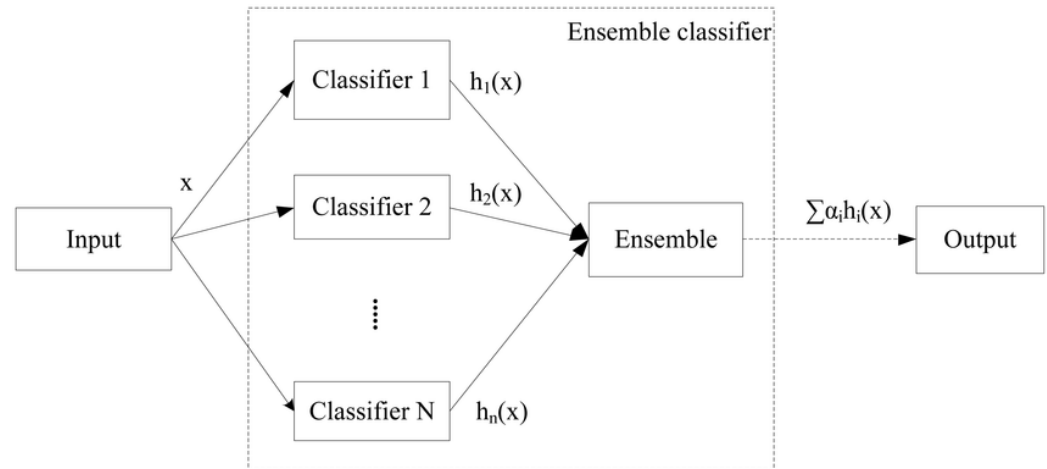 Ensemble classifier
Classifier 1
h₁(x)
x
Classifier 2
h₂(x)
Input
Ensemble
∑αᵢhᵢ(x)
Output
Classifier N
hₙ(x)